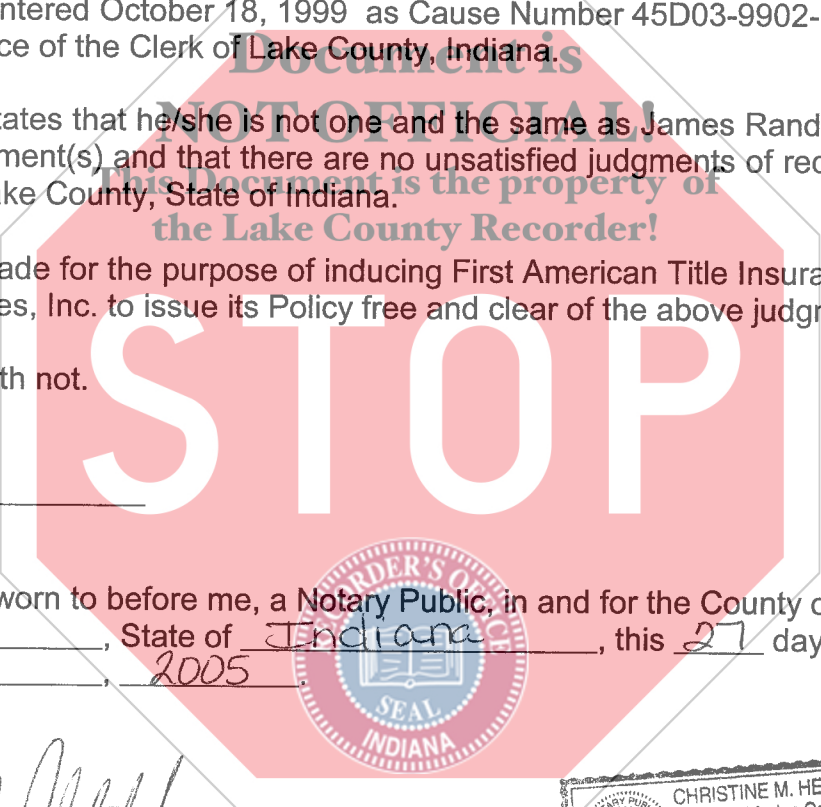 ntered October 18, 1999 as Cause Number 45D03-9902-
ce of the Clerk of Lake County, Indiana.
Document is
NOT OFFICIAL!
tates that he/she is not one and the same as James Rand
ment(s) and that there are no unsatisfied judgments of rec
This Document is the property of
ke County, State of Indiana.
the Lake County Recorder!
ade for the purpose of inducing First American Title Insura
es, Inc. to issue its Policy free and clear of the above judgr
th not.
STOP
worn to before me, a Notary Public, in and for the County o
, State of Indiana, this 27 day
, 2005.
RECORDER'S OFFICE
SEAL
INDIANA
CHRISTINE M. HE